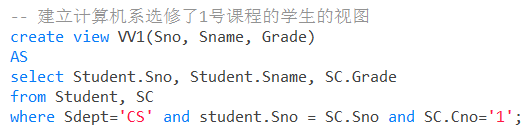 -- 建立计算机系选修了1号课程的学生的视图
create view VV1(Sno, Sname, Grade)
AS
select Student.Sno, Student.Sname, SC.Grade
from Student, SC
where Sdept='CS' and student.Sno = SC.Sno and SC.Cno='1';